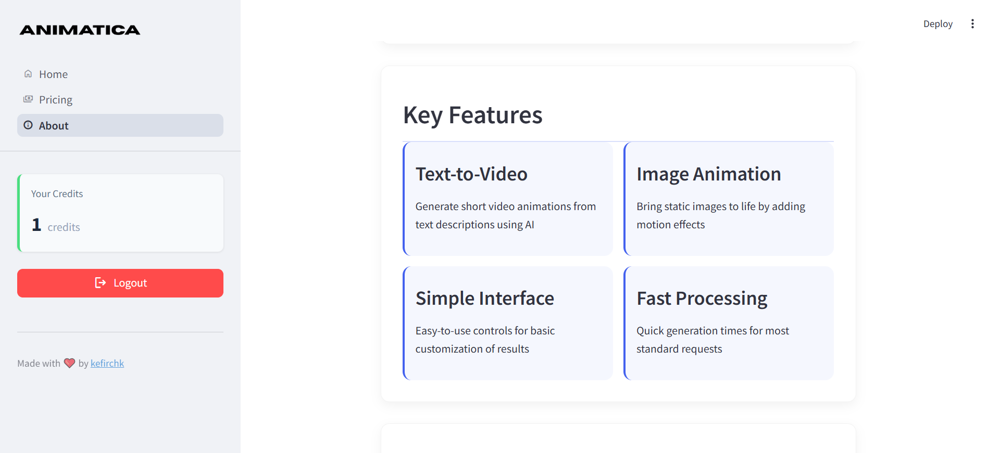 ANIMATICA
Home
Pricing
About
Your Credits
1 credits
Logout
Made with ❤️ by kefirchk
Deploy
Key Features
Text-to-Video
Generate short video animations from
text descriptions using AI
Image Animation
Bring static images to life by adding
motion effects
Simple Interface
Easy-to-use controls for basic
customization of results
Fast Processing
Quick generation times for most
standard requests